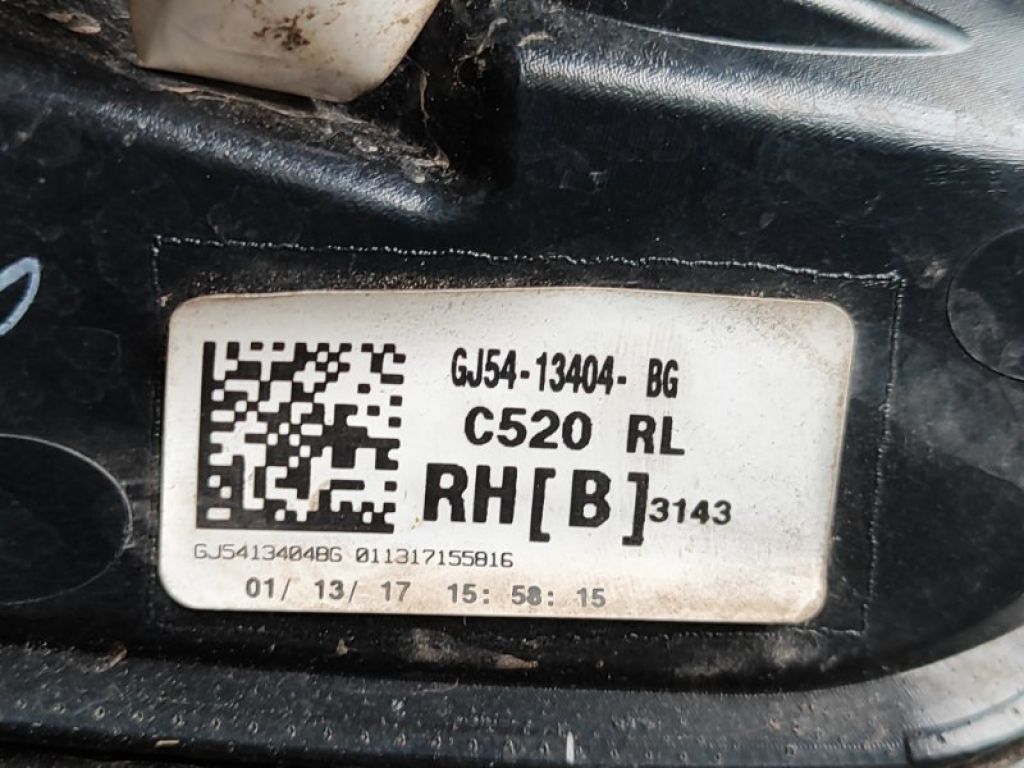 GJ54-13404- BG
C520 RL
RH[B]3143
GJ5413404BG 011317155816
01/ 13/ 17 15: 58: 15